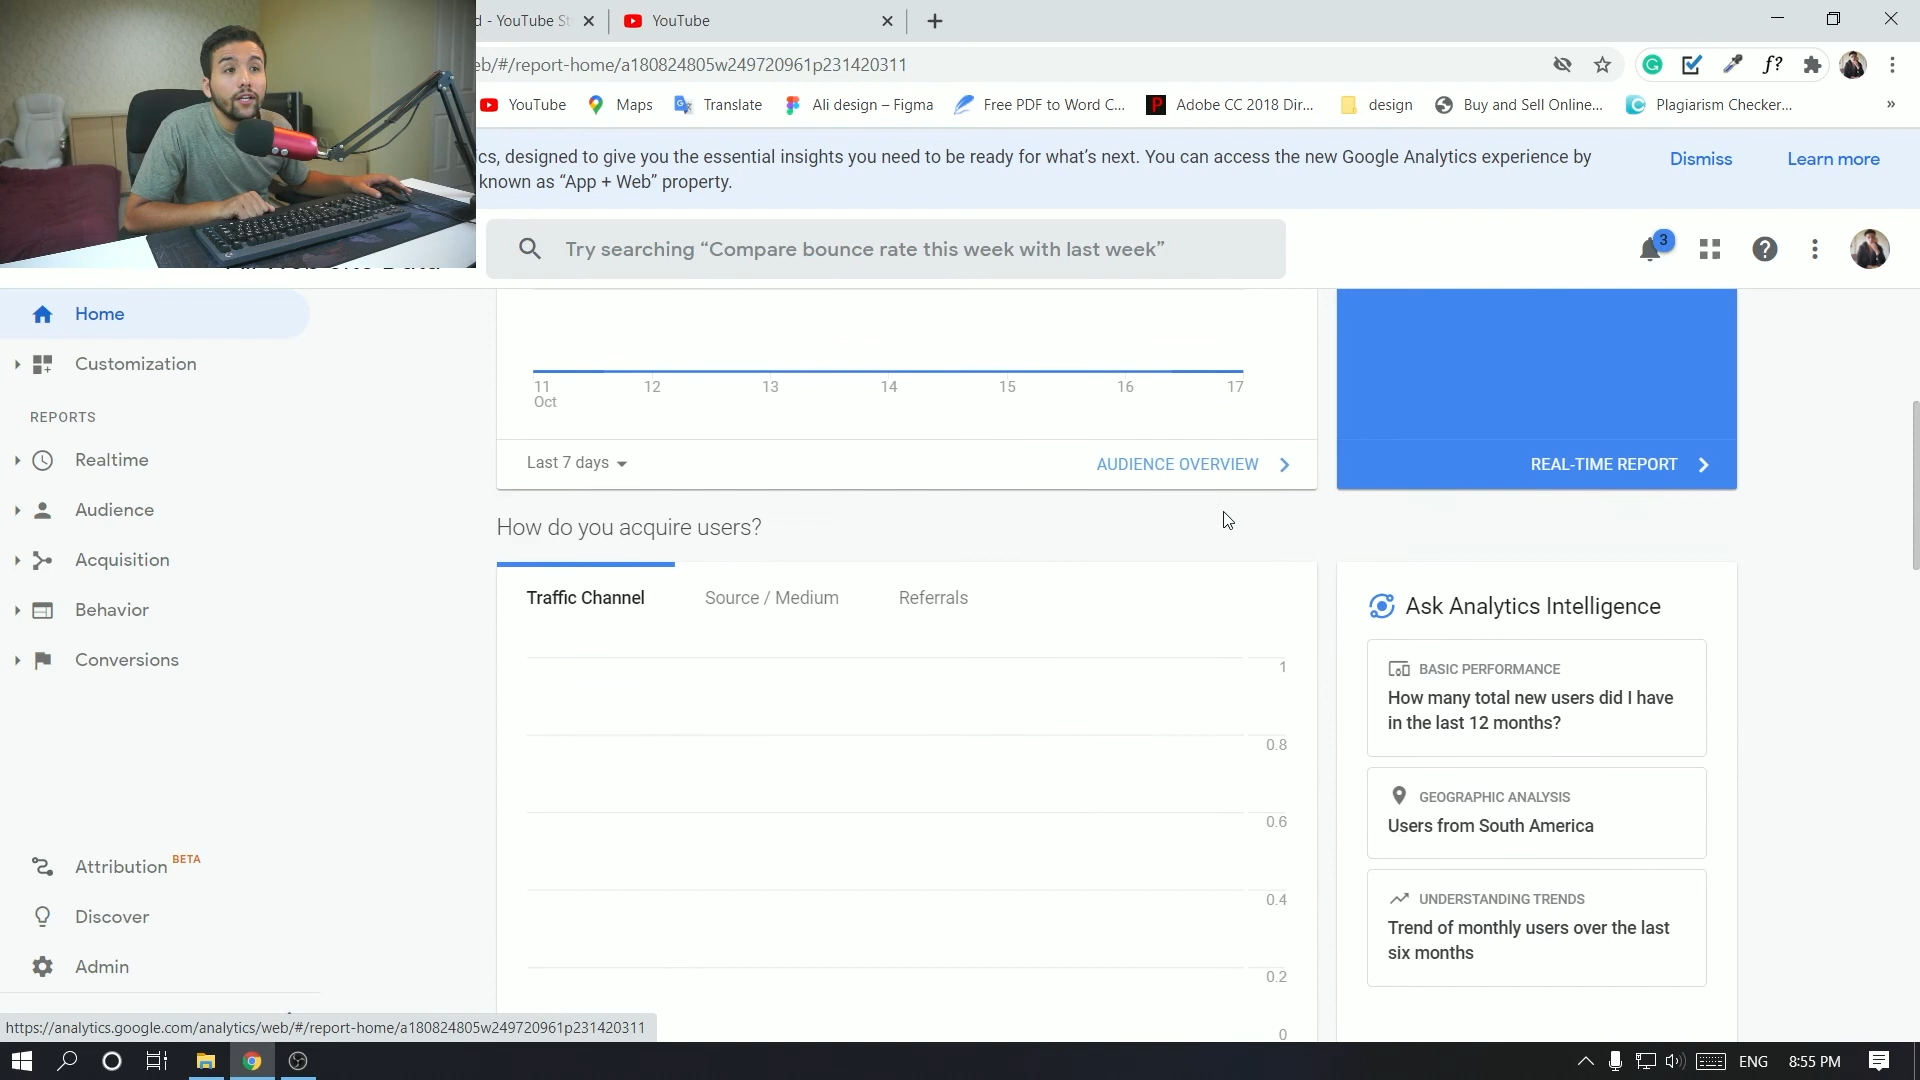 d - YouTube St
YouTube
eb/#/report-home/a180824805w249720961p231420311
f?
YouTube
Maps
Translate
Ali design – Figma
Free PDF to Word C...
Adobe CC 2018 Dir...
design
Buy and Sell Online...
Plagiarism Checker...
»
ics, designed to give you the essential insights you need to be ready for what's next. You can access the new Google Analytics experience by
known as “App + Web” property.
Dismiss
Learn more
Try searching “Compare bounce rate this week with last week”
3
Home
Customization
REPORTS
Realtime
Audience
Acquisition
Behavior
Conversions
Attribution BETA
Discover
Admin
11 12 13 14 15 16 17
Oct
Last 7 days
AUDIENCE OVERVIEW
REAL-TIME REPORT
How do you acquire users?
Traffic Channel
Source / Medium
Referrals
1
0.8
0.6
0.4
0.2
0
Ask Analytics Intelligence
BASIC PERFORMANCE
How many total new users did I have
in the last 12 months?
GEOGRAPHIC ANALYSIS
Users from South America
UNDERSTANDING TRENDS
Trend of monthly users over the last
six months
https://analytics.google.com/analytics/web/#/report-home/a180824805w249720961p231420311
ENG
8:55 PM